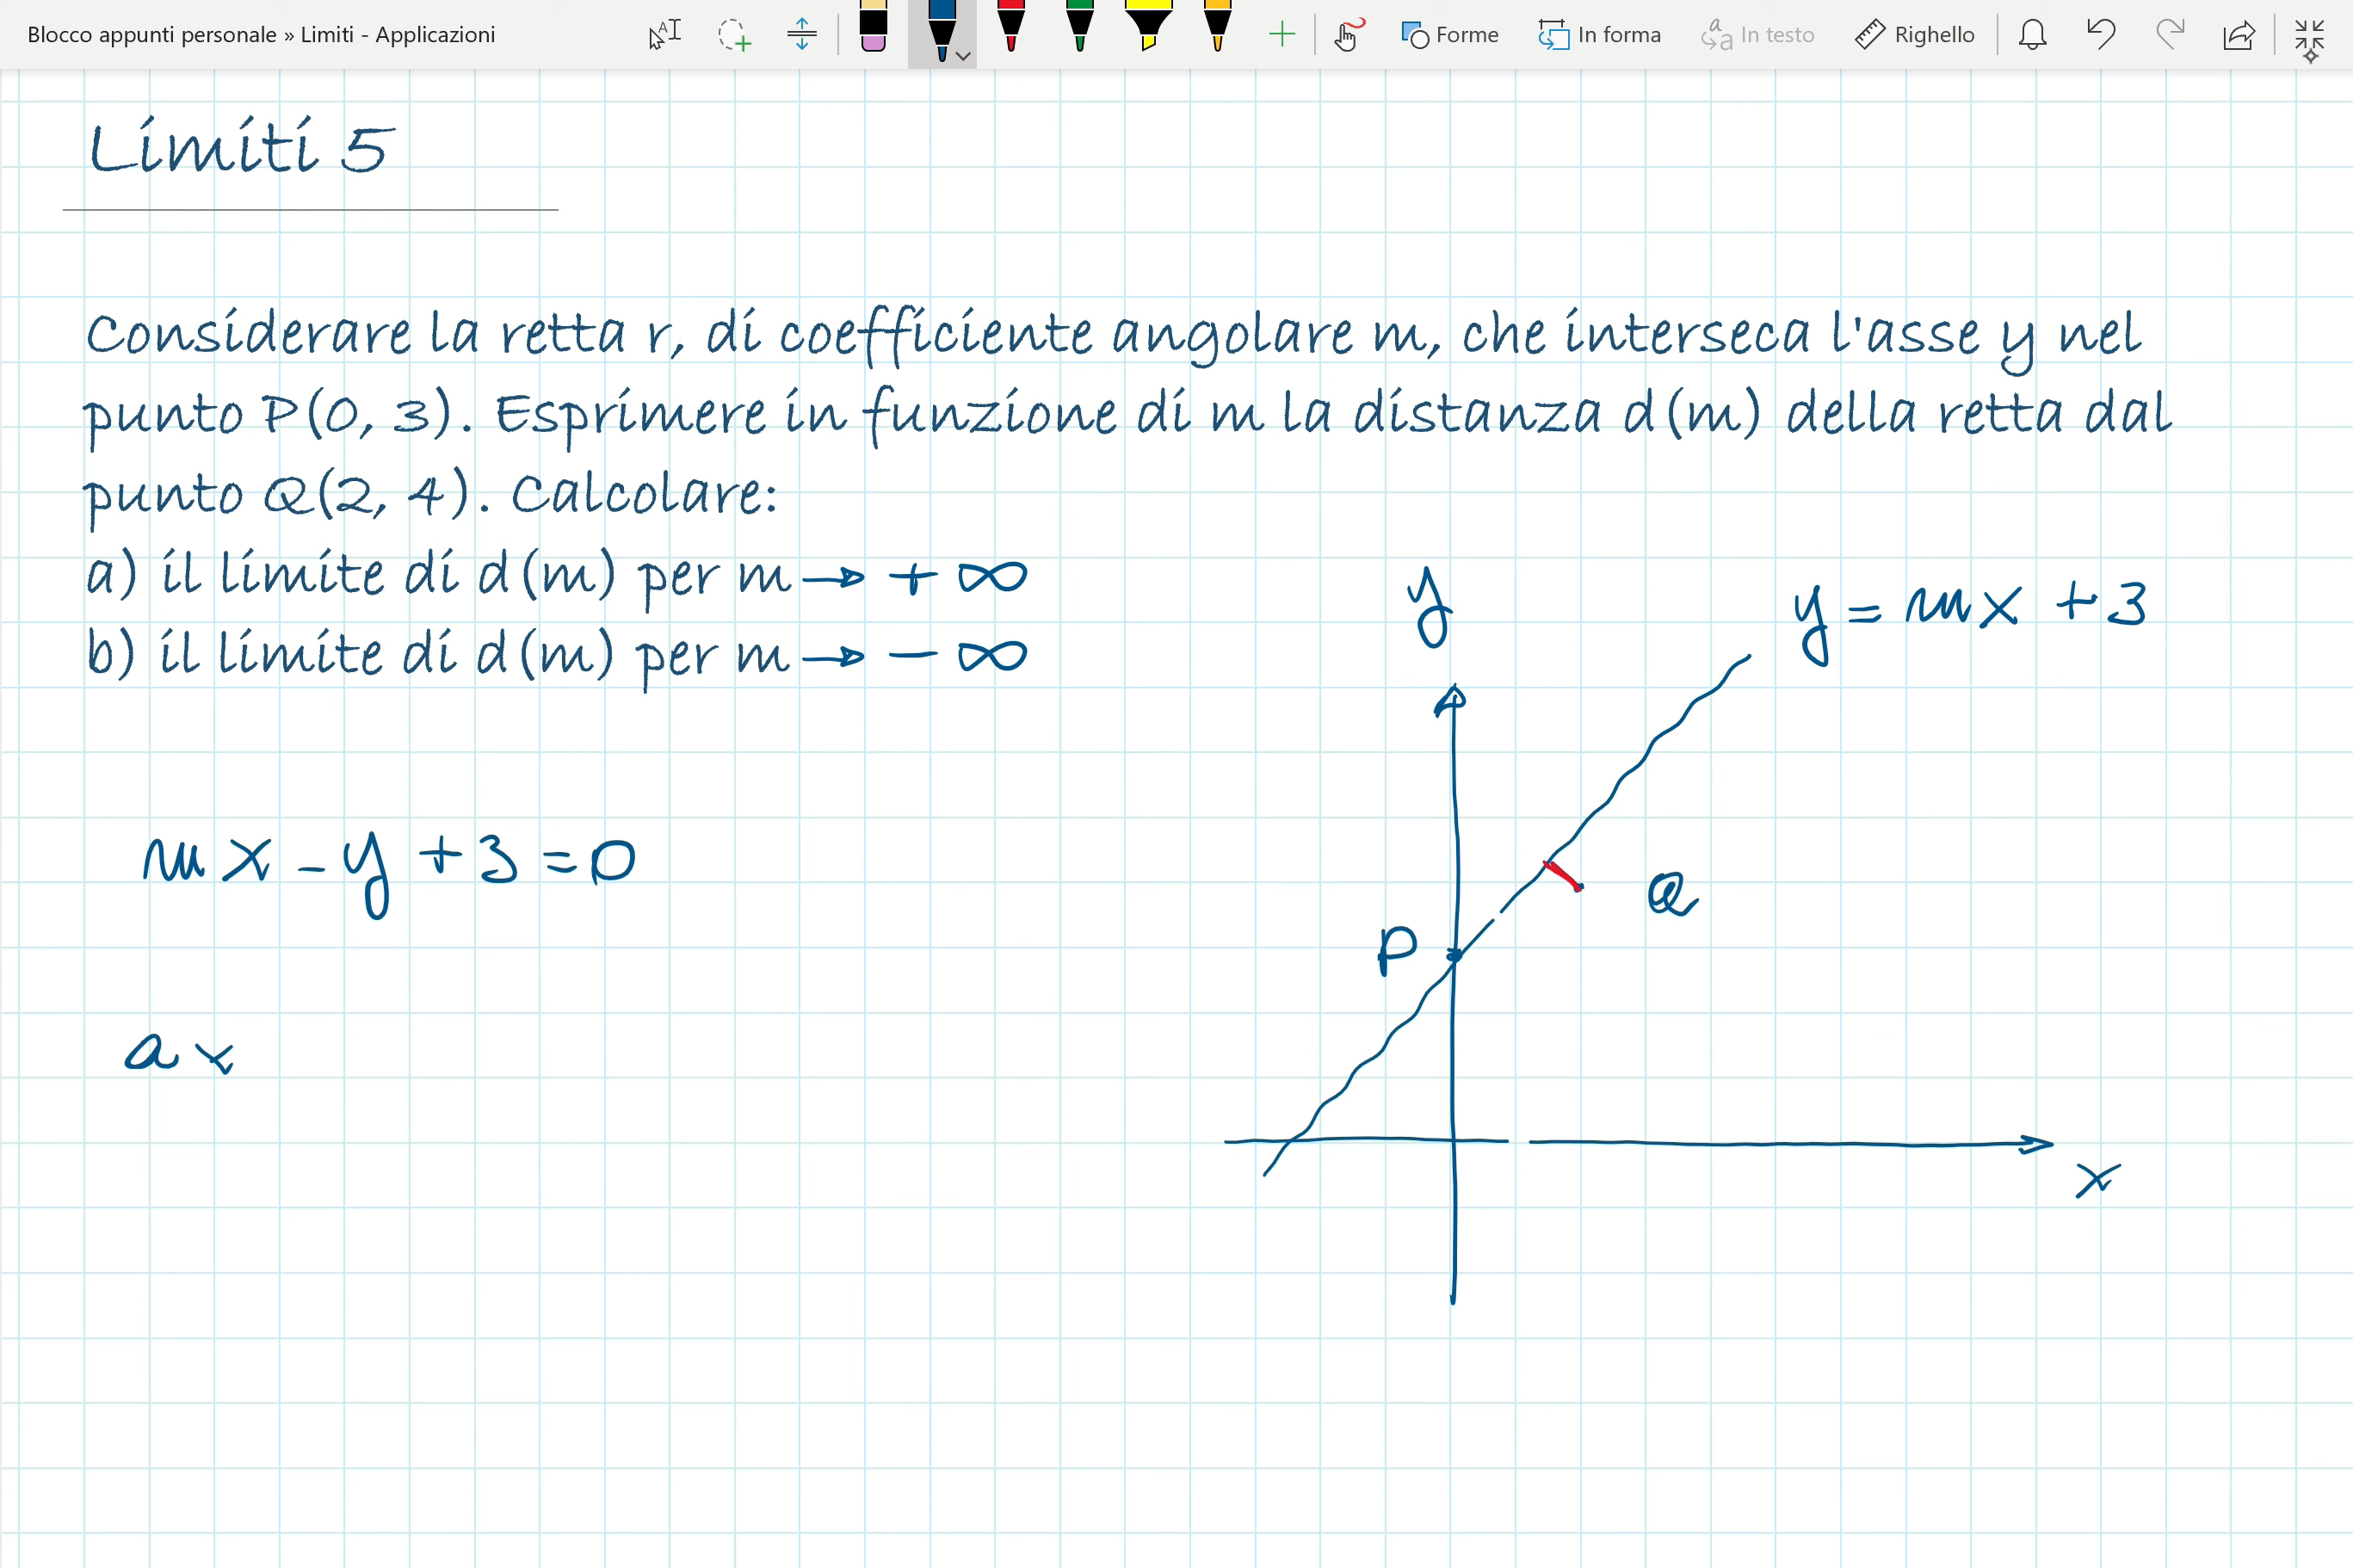 Blocco appunti personale » Limiti - Applicazioni
Forme
In forma
In testo
Righello
Limiti 5
Considerare la retta r, di coefficiente angolare m, che interseca l'asse y nel
punto P(0, 3). Esprimere in funzione di m la distanza d(m) della retta dal
punto Q(2, 4). Calcolare:
a) il limite di d(m) per m → + ∞
b) il limite di d(m) per m → - ∞
y
y = mx + 3
mx - y + 3 = 0
Q
P
ax
x